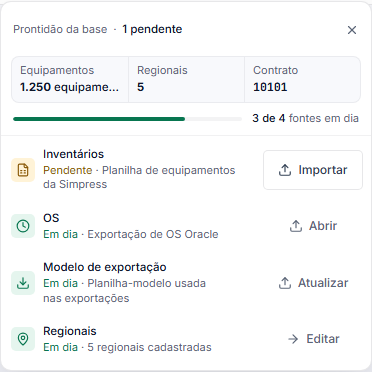 Prontidão da base · 1 pendente
Equipamentos
1.250 equipame...
Regionais
5
Contrato
10101
3 de 4 fontes em dia
Inventários
Pendente · Planilha de equipamentos
da Simpress
Importar
OS
Em dia · Exportação de OS Oracle
Abrir
Modelo de exportação
Em dia · Planilha-modelo usada
nas exportações
Atualizar
Regionais
Em dia · 5 regionais cadastradas
Editar